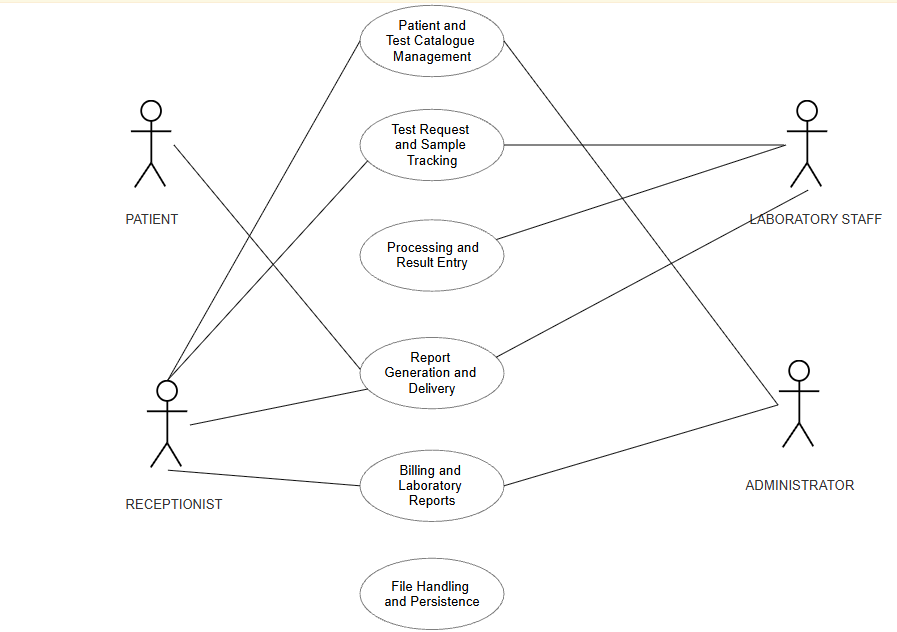 Patient and
Test Catalogue
Management
Test Request
and Sample
Tracking
PATIENT
LABORATORY STAFF
Processing and
Result Entry
Report
Generation and
Delivery
Billing and
Laboratory
Reports
RECEPTIONIST
ADMINISTRATOR
File Handling
and Persistence